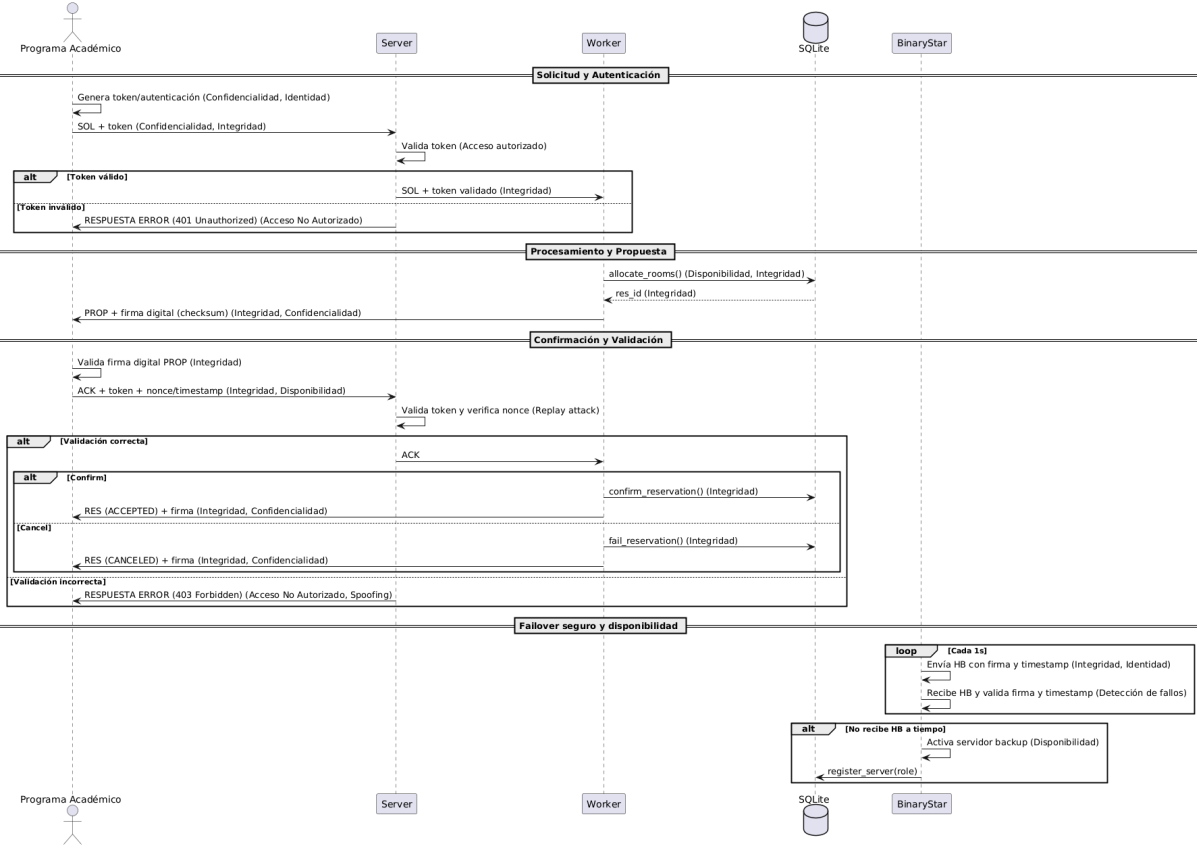 Programa Académico
Server
Worker
SQLite
BinaryStar
Solicitud y Autenticación
Genera token/autenticación (Confidencialidad, Identidad)
SOL + token (Confidencialidad, Integridad)
Valida token (Acceso autorizado)
alt [Token válido]
SOL + token validado (Integridad)
[Token inválido]
RESPUESTA ERROR (401 Unauthorized) (Acceso No Autorizado)
Procesamiento y Propuesta
allocate_rooms() (Disponibilidad, Integridad)
res_id (Integridad)
PROP + firma digital (checksum) (Integridad, Confidencialidad)
Confirmación y Validación
Valida firma digital PROP (Integridad)
ACK + token + nonce/timestamp (Integridad, Disponibilidad)
Valida token y verifica nonce (Replay attack)
alt [Validación correcta]
ACK
alt [Confirm]
confirm_reservation() (Integridad)
RES (ACCEPTED) + firma (Integridad, Confidencialidad)
[Cancel]
fail_reservation() (Integridad)
RES (CANCELED) + firma (Integridad, Confidencialidad)
[Validación incorrecta]
RESPUESTA ERROR (403 Forbidden) (Acceso No Autorizado, Spoofing)
Failover seguro y disponibilidad
loop [Cada 1s]
Envía HB con firma y timestamp (Integridad, Identidad)
Recibe HB y valida firma y timestamp (Detección de fallos)
alt [No recibe HB a tiempo]
Activa servidor backup (Disponibilidad)
register_server(role)
Programa Académico
Server
Worker
SQLite
BinaryStar